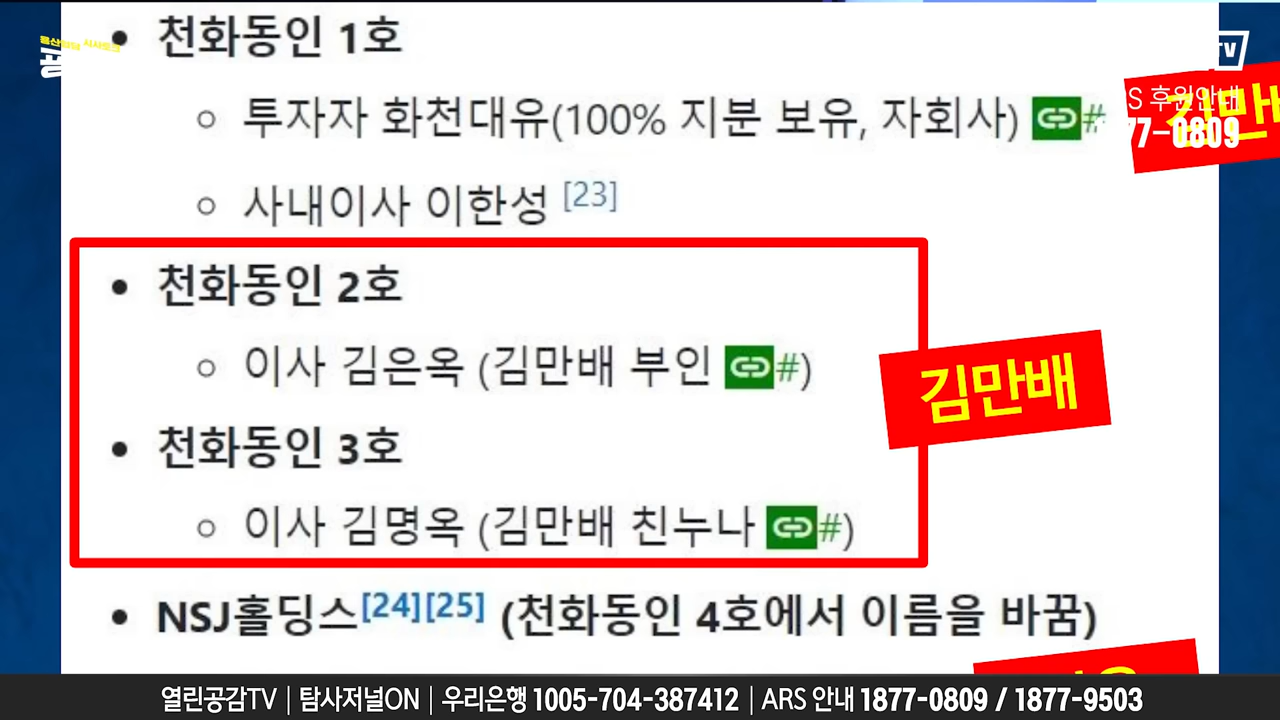 천화동인 1호
투자자 화천대유(100% 지분 보유, 자회사) #
S 후원안내
77-0809
사내이사 이한성 [23]
천화동인 2호
이사 김은옥 (김만배 부인 #)
김만배
천화동인 3호
이사 김명옥 (김만배 친누나 #)
NSJ홀딩스[24][25] (천화동인 4호에서 이름을 바꿈)
열린공감TV | 탐사저널ON | 우리은행 1005-704-387412 | ARS 안내 1877-0809 / 1877-9503